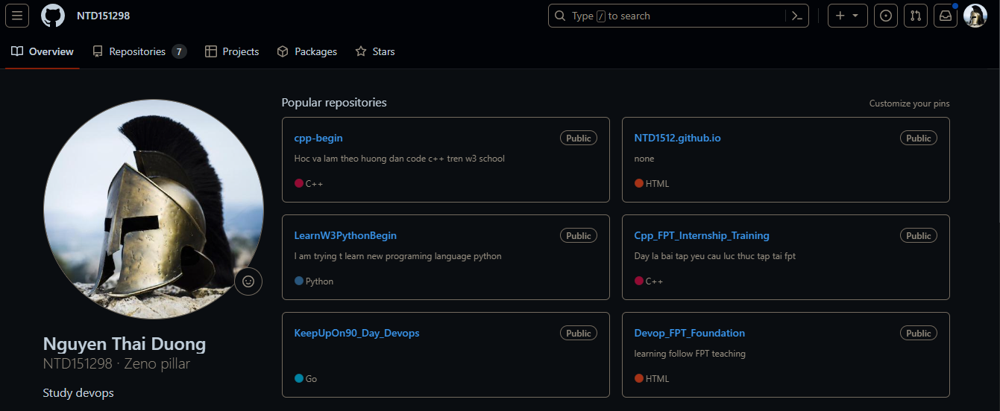 NTD151298
Type / to search
Overview
Repositories 7
Projects
Packages
Stars
Popular repositories
Customize your pins
cpp-begin
Public
Hoc va lam theo huong dan code c++ tren w3 school
C++
NTD1512.github.io
Public
none
HTML
LearnW3PythonBegin
Public
I am trying t learn new programing language python
Python
Cpp_FPT_Internship_Training
Public
Day la bai tap yeu cau luc thuc tap tai fpt
C++
KeepUpOn90_Day_Devops
Public
Go
Devop_FPT_Foundation
Public
learning follow FPT teaching
HTML
Nguyen Thai Duong
NTD151298 · Zeno pillar
Study devops